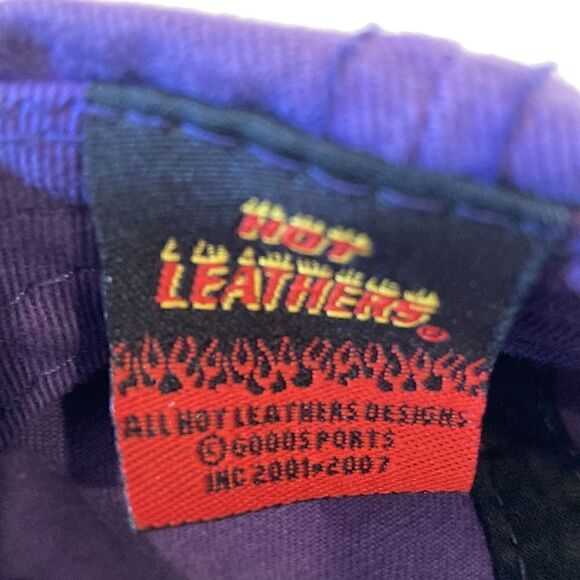 HOT
LEATHERS®
ALL HOT LEATHERS DESIGNS
© GOODSPORTS
INC 2001-2007